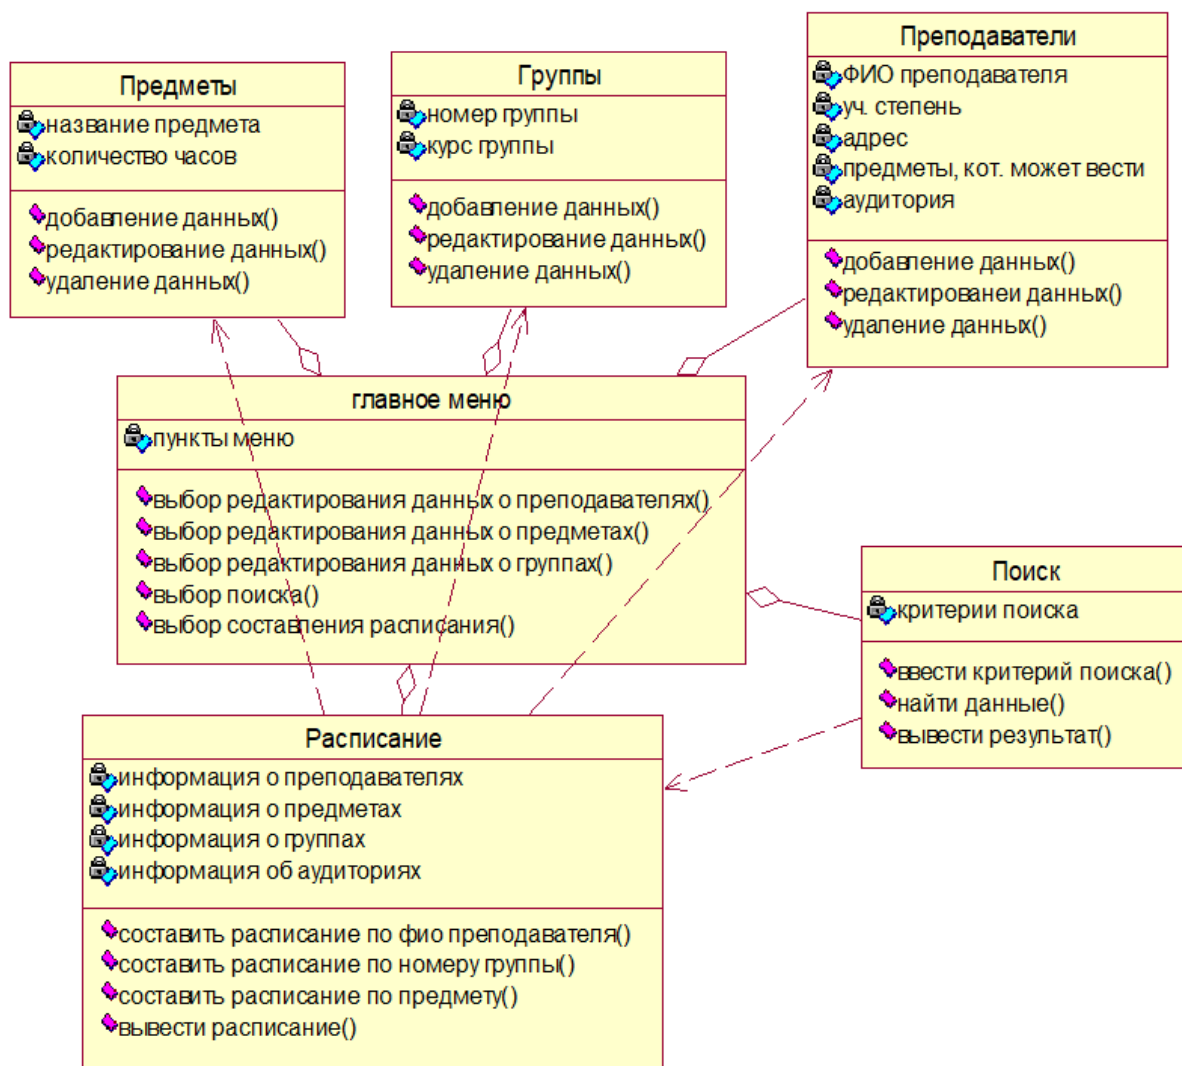 Предметы
название предмета
количество часов
добавление данных()
редактирование данных()
удаление данных()
Группы
номер группы
курс группы
добавление данных()
редактирование данных()
удаление данных()
Преподаватели
ФИО преподавателя
уч. степень
адрес
предметы, кот. может вести
аудитория
добавление данных()
редактированеи данных()
удаление данных()
главное меню
пункты меню
выбор редактирования данных о преподавателях()
выбор редактирования данных о предметах()
выбор редактирования данных о группах()
выбор поиска()
выбор составления расписания()
Поиск
критерии поиска
ввести критерий поиска()
найти данные()
вывести результат()
Расписание
информация о преподавателях
информация о предметах
информация о группах
информация об аудиториях
составить расписание по фио преподавателя()
составить расписание по номеру группы()
составить расписание по предмету()
вывести расписание()